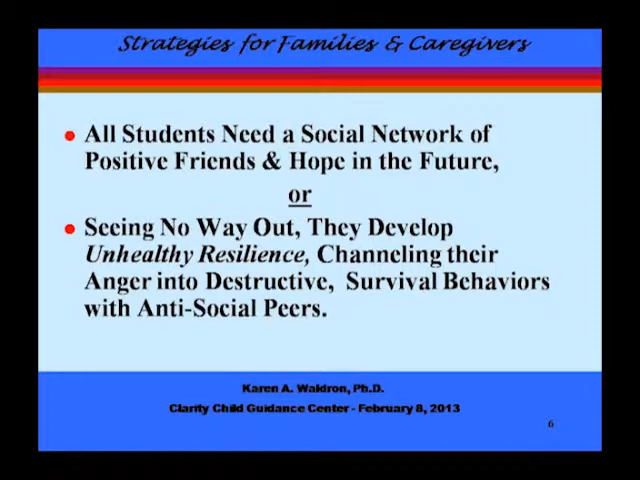 Strategies for Families & Caregivers
All Students Need a Social Network of
Positive Friends & Hope in the Future,
or
Seeing No Way Out, They Develop
Unhealthy Resilience, Channeling their
Anger into Destructive, Survival Behaviors
with Anti-Social Peers.
Karen A. Waldron, Ph.D.
Clarity Child Guidance Center - February 8, 2013
6